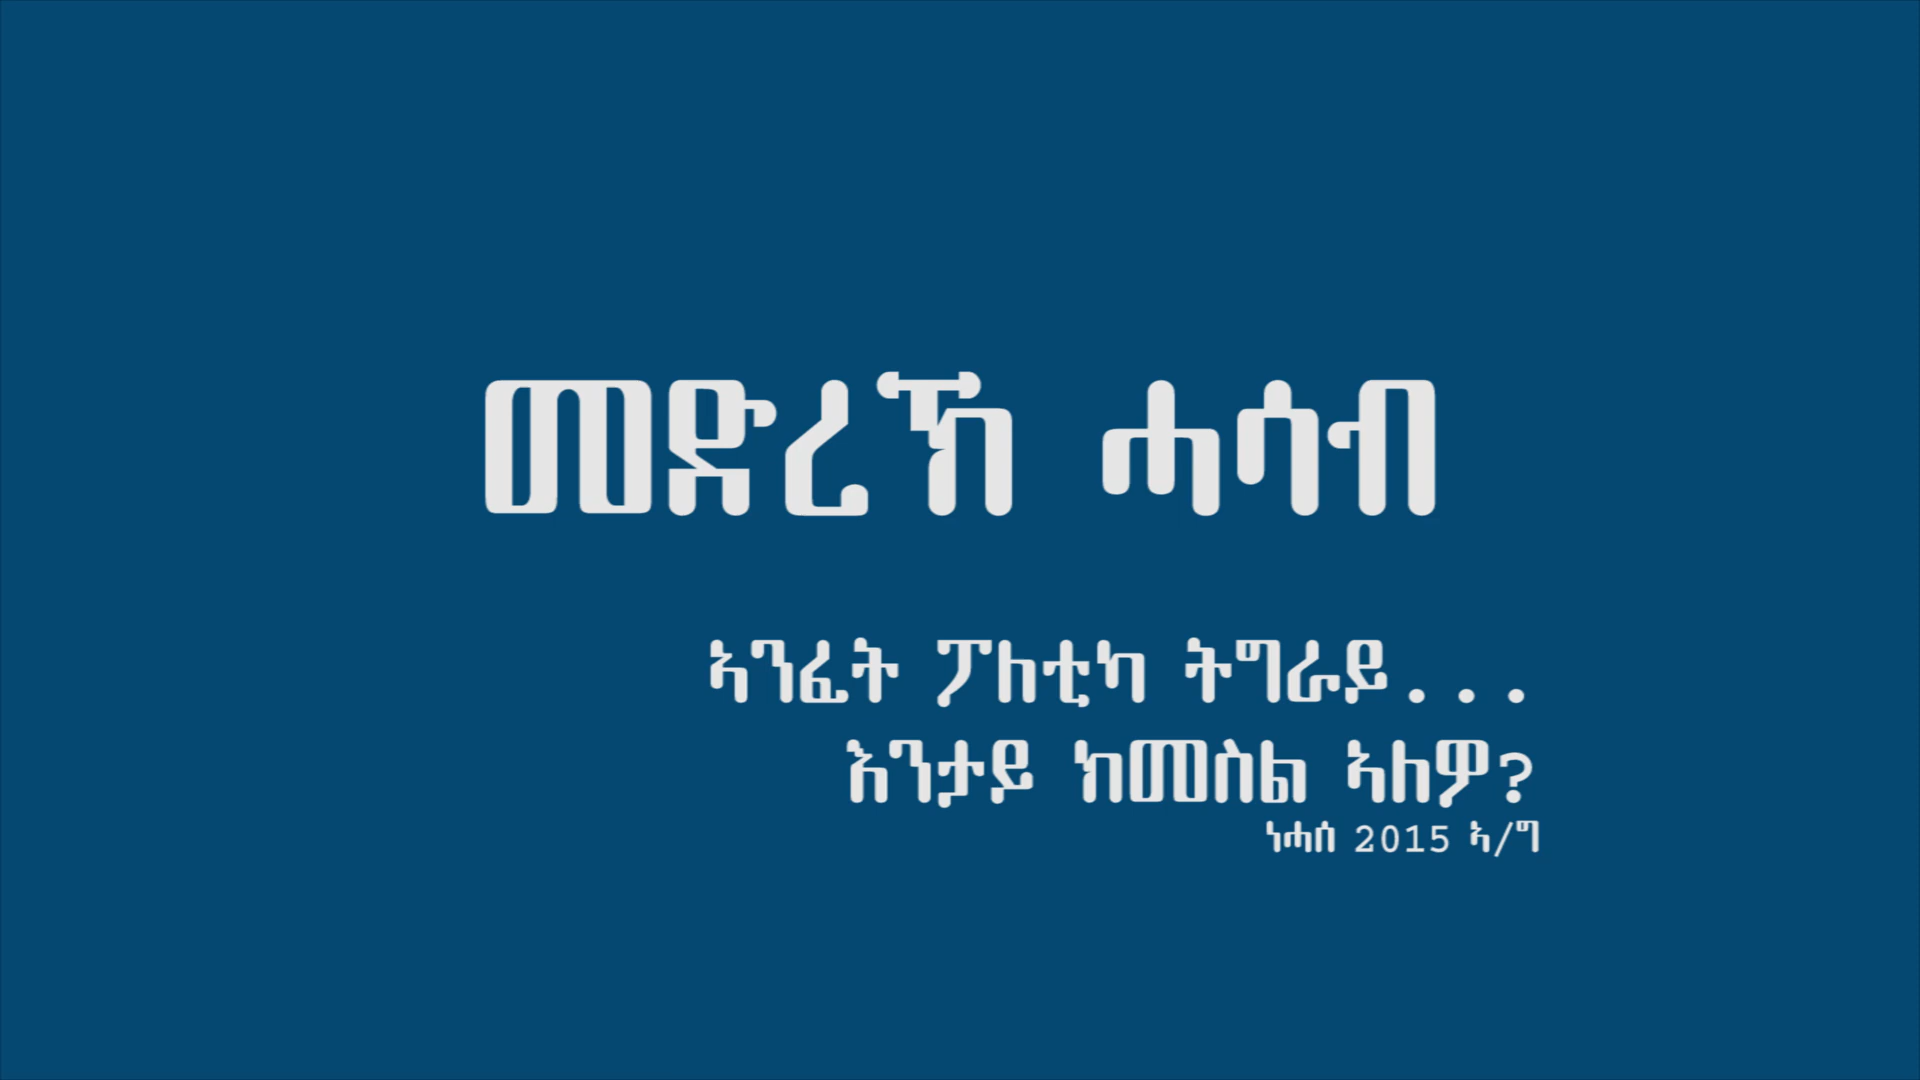 መድረኽ ሓሳብ
ኣንፈት ፖለቲካ ትግራይ...
እንታይ ክመስል ኣለዎ?
ነሓሰ 2015 ኣ/ግ